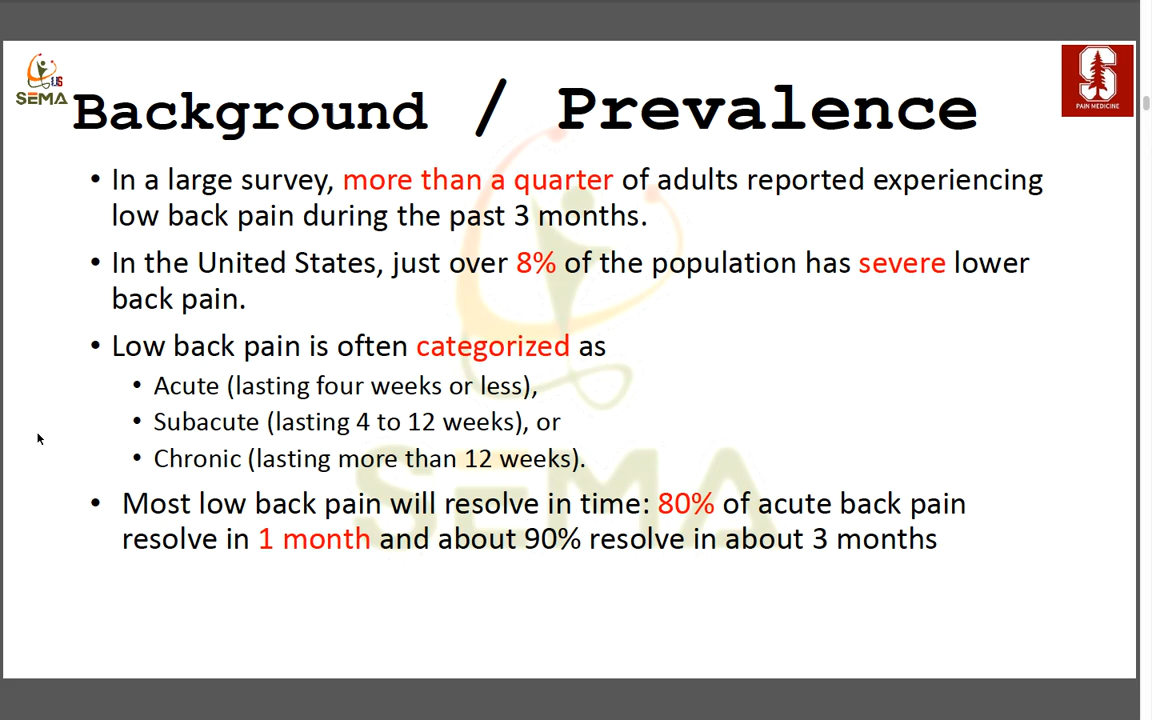 US
SEMA
S
PAIN MEDICINE
Background / Prevalence
• In a large survey, more than a quarter of adults reported experiencing
low back pain during the past 3 months.
• In the United States, just over 8% of the population has severe lower
back pain.
• Low back pain is often categorized as
• Acute (lasting four weeks or less),
• Subacute (lasting 4 to 12 weeks), or
• Chronic (lasting more than 12 weeks).
• Most low back pain will resolve in time: 80% of acute back pain
resolve in 1 month and about 90% resolve in about 3 months
SEMA